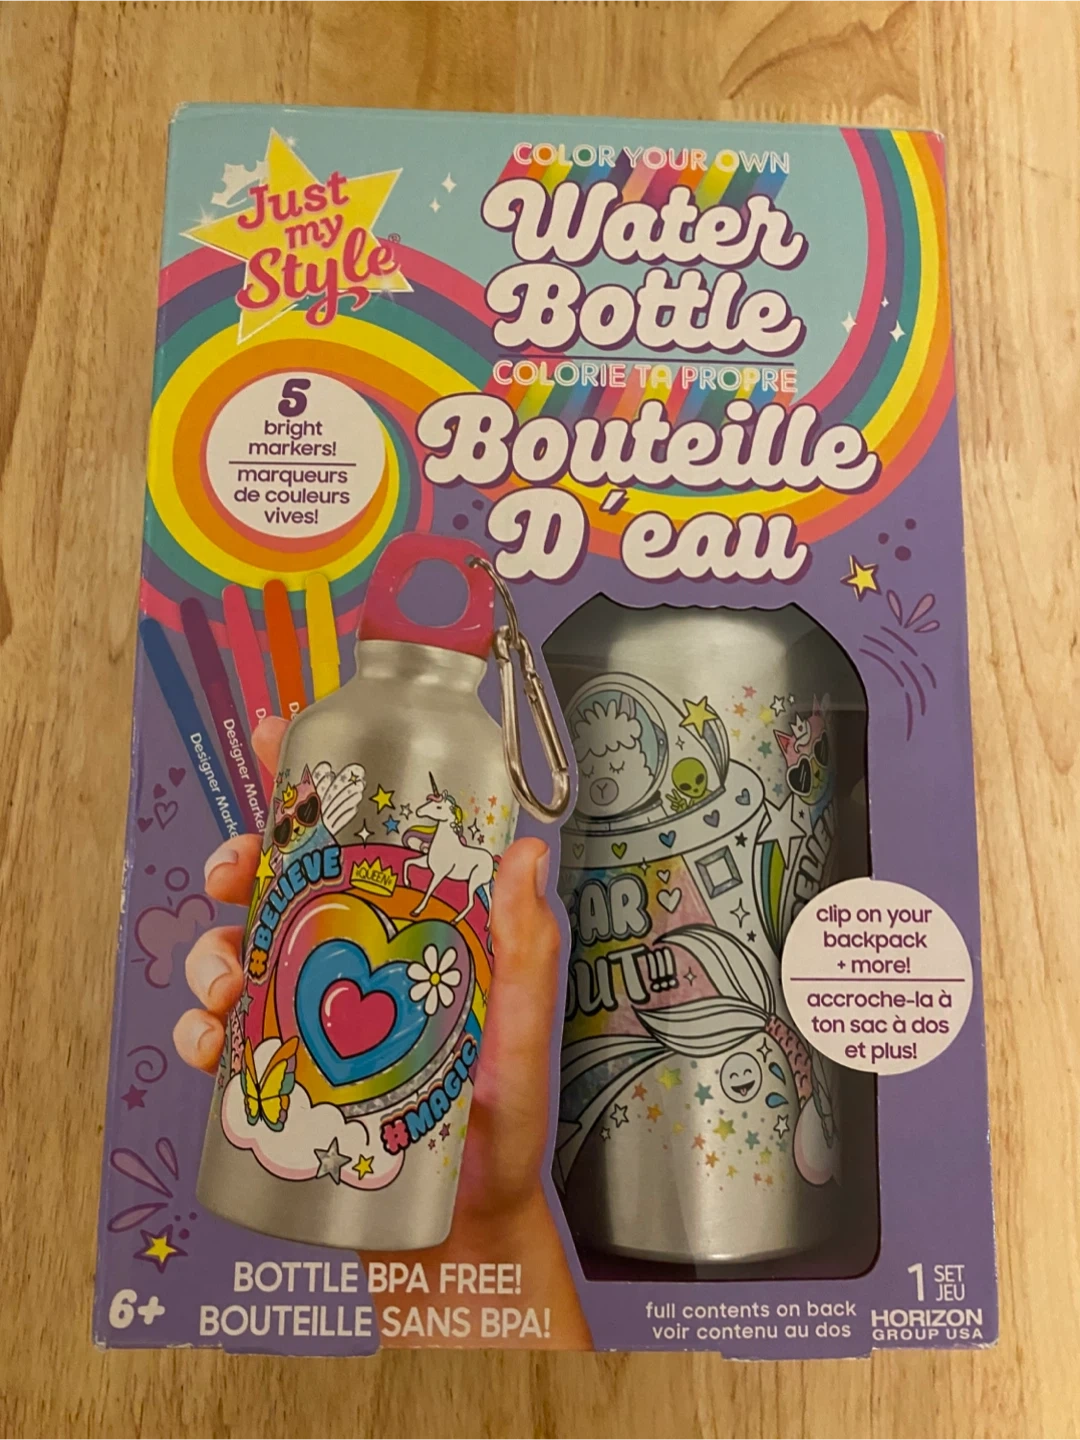 Just
my
Style®
COLOR YOUR OWN
Water
Bottle
COLORIE TA PROPRE
Bouteille
D'eau
5
bright
markers!
marqueurs
de couleurs
vives!
Designer Marke
Designer Marker
D
D
#BELIEVE
QUEEN
#MAGIC
OUT!!!
clip on your
backpack
+ more!
accroche-la à
ton sac à dos
et plus!
BOTTLE BPA FREE!
BOUTEILLE SANS BPA!
6+
full contents on back
voir contenu au dos
1 SET
JEU
HORIZON
GROUP USA